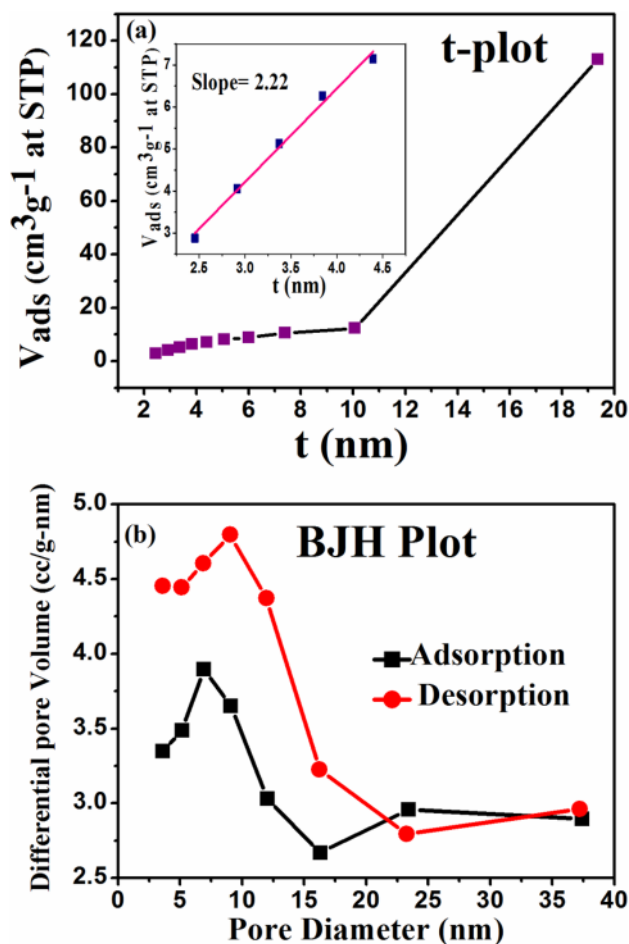 (a)
t-plot
Slope= 2.22
7
6
5
4
3
2.5 3.0 3.5 4.0 4.5
t (nm)
Vads (cm3g-1 at STP)
120
100
80
60
40
20
0
2 4 6 8 10 12 14 16 18 20
t (nm)
Vads (cm3g-1 at STP)
(b)
BJH Plot
Adsorption
Desorption
5.0
4.5
4.0
3.5
3.0
2.5
0 5 10 15 20 25 30 35 40
Pore Diameter (nm)
Differential pore Volume (cc/g-nm)